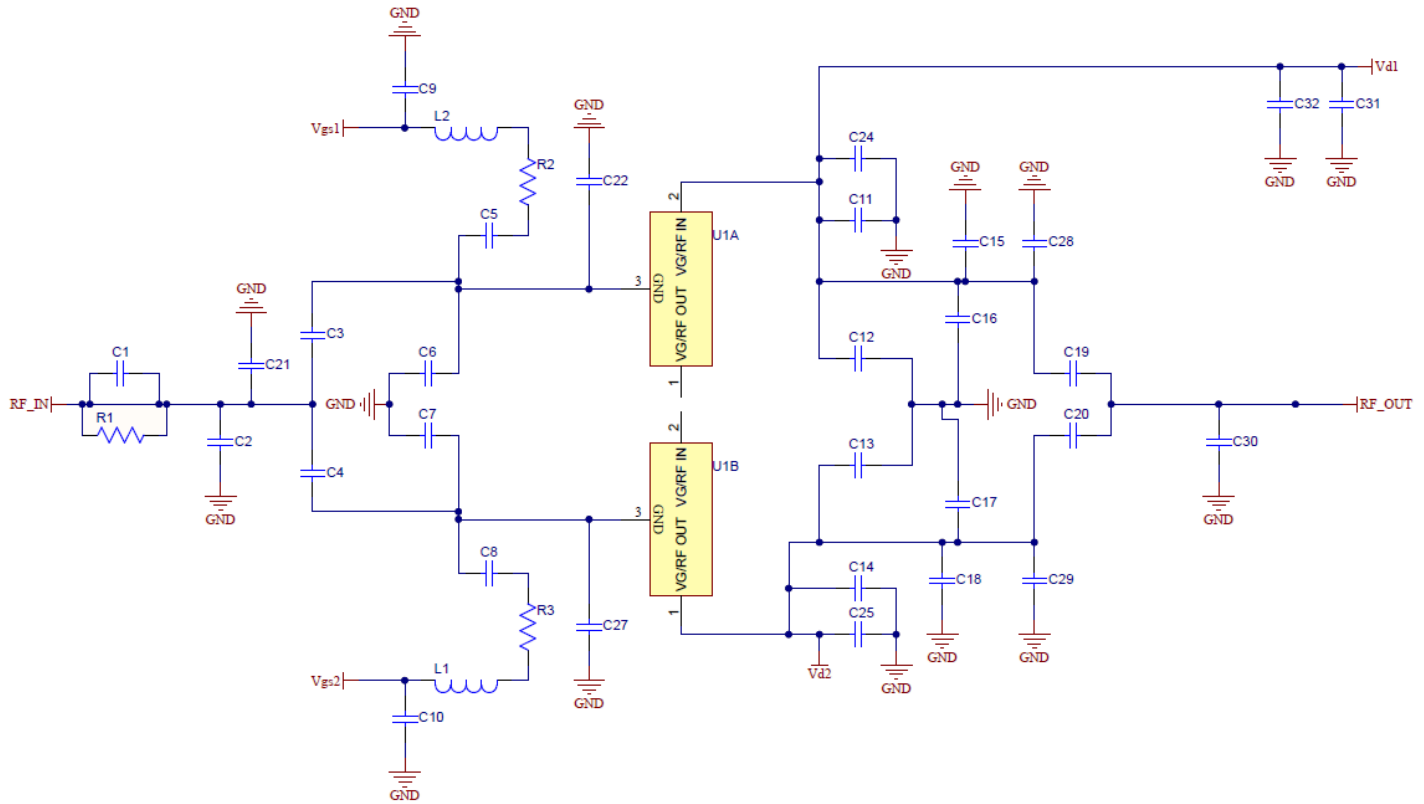 GND
C9
Vgs1
L2
R2
GND
C22
C5
2
U1A
VG/RF IN
GND
VG/RF OUT
3
1
GND
C21
C3
C1
RF_IN
R1
C2
GND
C4
GND
C6
C7
2
U1B
VG/RF IN
GND
VG/RF OUT
3
1
C8
R3
C27
GND
Vgs2
L1
C10
GND
Vd1
C32
C31
GND
GND
C24
C11
GND
GND
GND
C15
C28
C16
C12
C19
GND
RF_OUT
C13
C20
C30
GND
C17
C14
C18
C29
C25
Vd2
GND
GND
GND